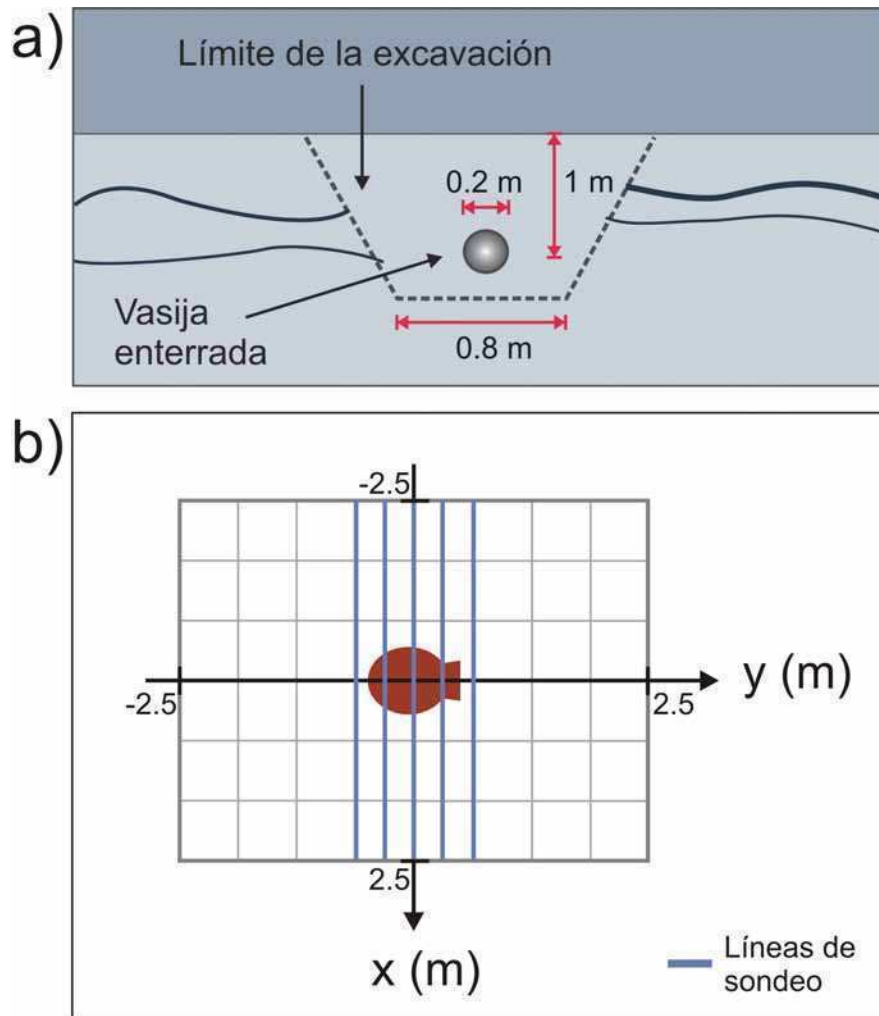 a)
Límite de la excavación
0.2 m
1 m
Vasija
enterrada
0.8 m
b)
-2.5
-2.5
y (m)
2.5
2.5
x (m)
Líneas de
sondeo